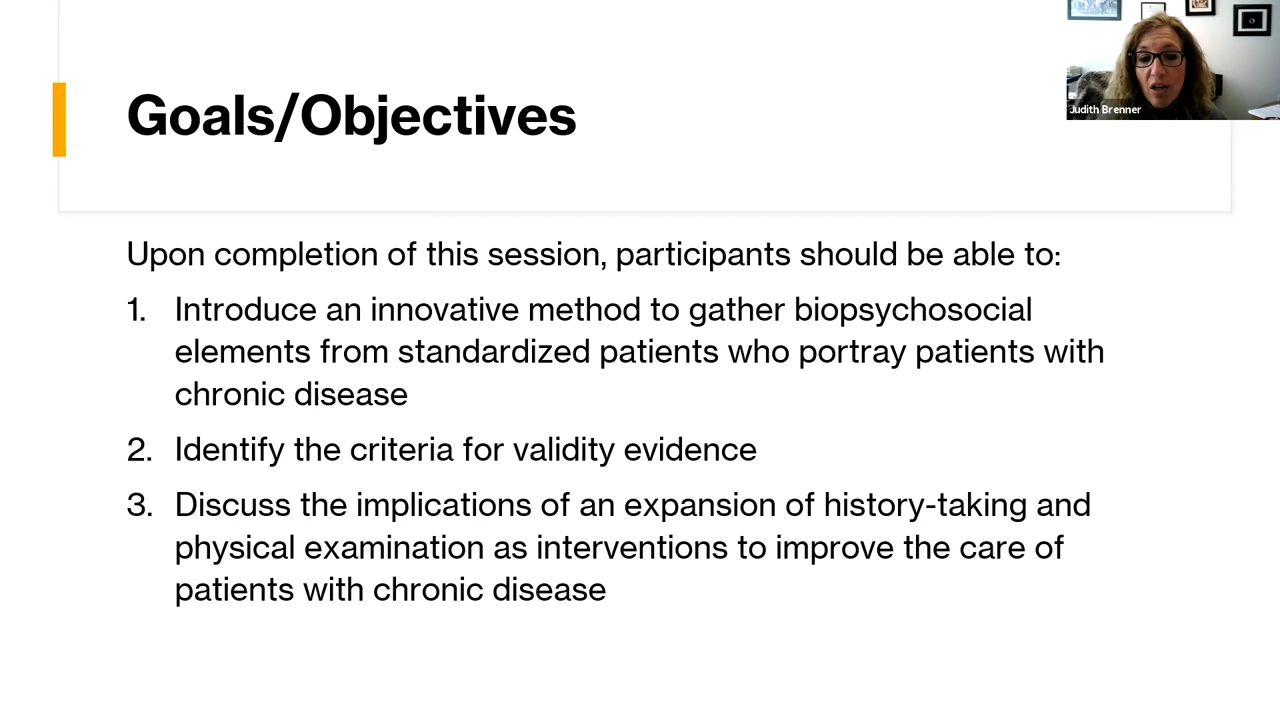 Goals/Objectives
Judith Brenner
Upon completion of this session, participants should be able to:
1. Introduce an innovative method to gather biopsychosocial
elements from standardized patients who portray patients with
chronic disease
2. Identify the criteria for validity evidence
3. Discuss the implications of an expansion of history-taking and
physical examination as interventions to improve the care of
patients with chronic disease